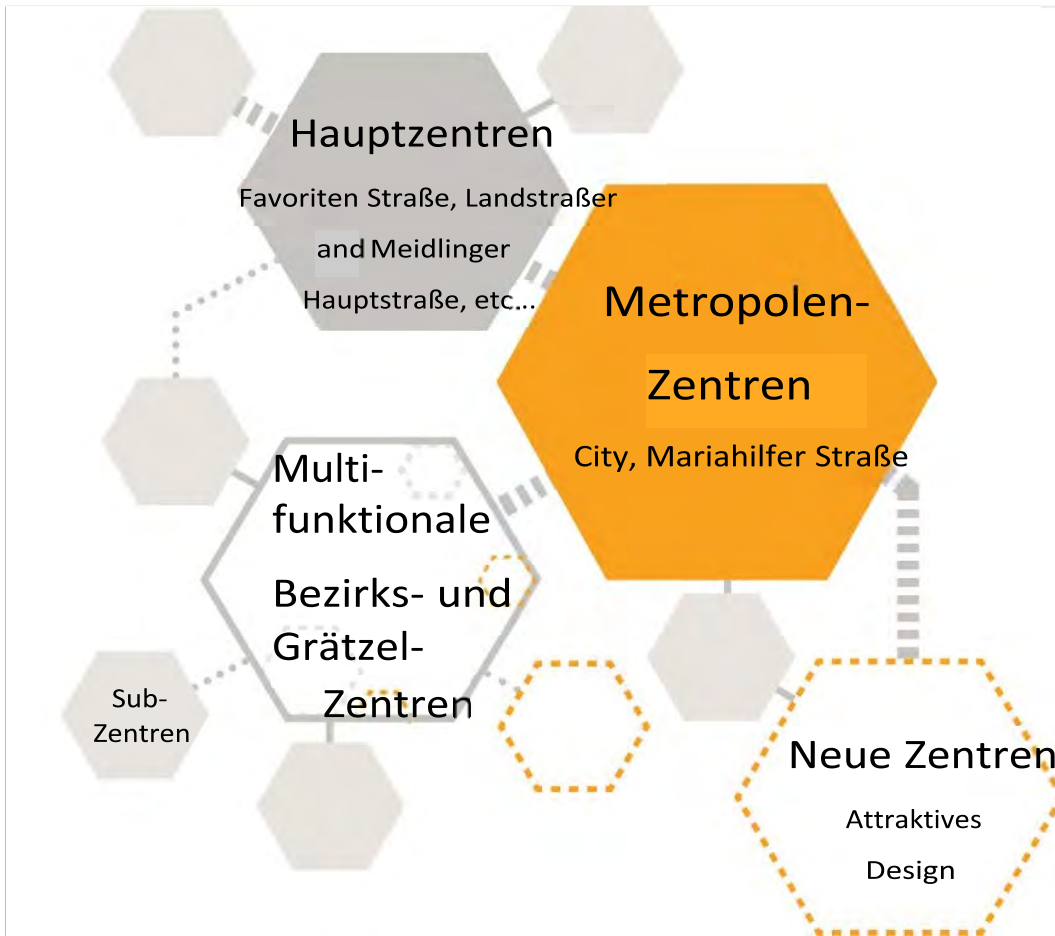 Hauptzentren
Favoriten Straße, Landstraßer
and Meidlinger
Hauptstraße, etc...
Metropolen-
Zentren
City, Mariahilfer Straße
Multi-
funktionale
Bezirks- und
Grätzel-
Zentren
Sub-
Zentren
Neue Zentren
Attraktives
Design